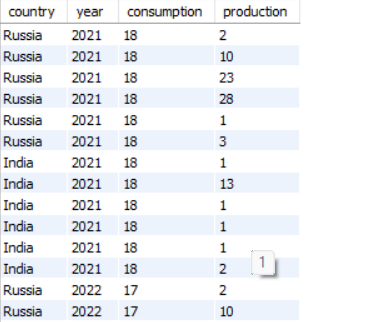 country year consumption production
Russia 2021 18 2
Russia 2021 18 10
Russia 2021 18 23
Russia 2021 18 28
Russia 2021 18 1
Russia 2021 18 3
India 2021 18 1
India 2021 18 13
India 2021 18 1
India 2021 18 1
India 2021 18 1
India 2021 18 2 1
Russia 2022 17 2
Russia 2022 17 10